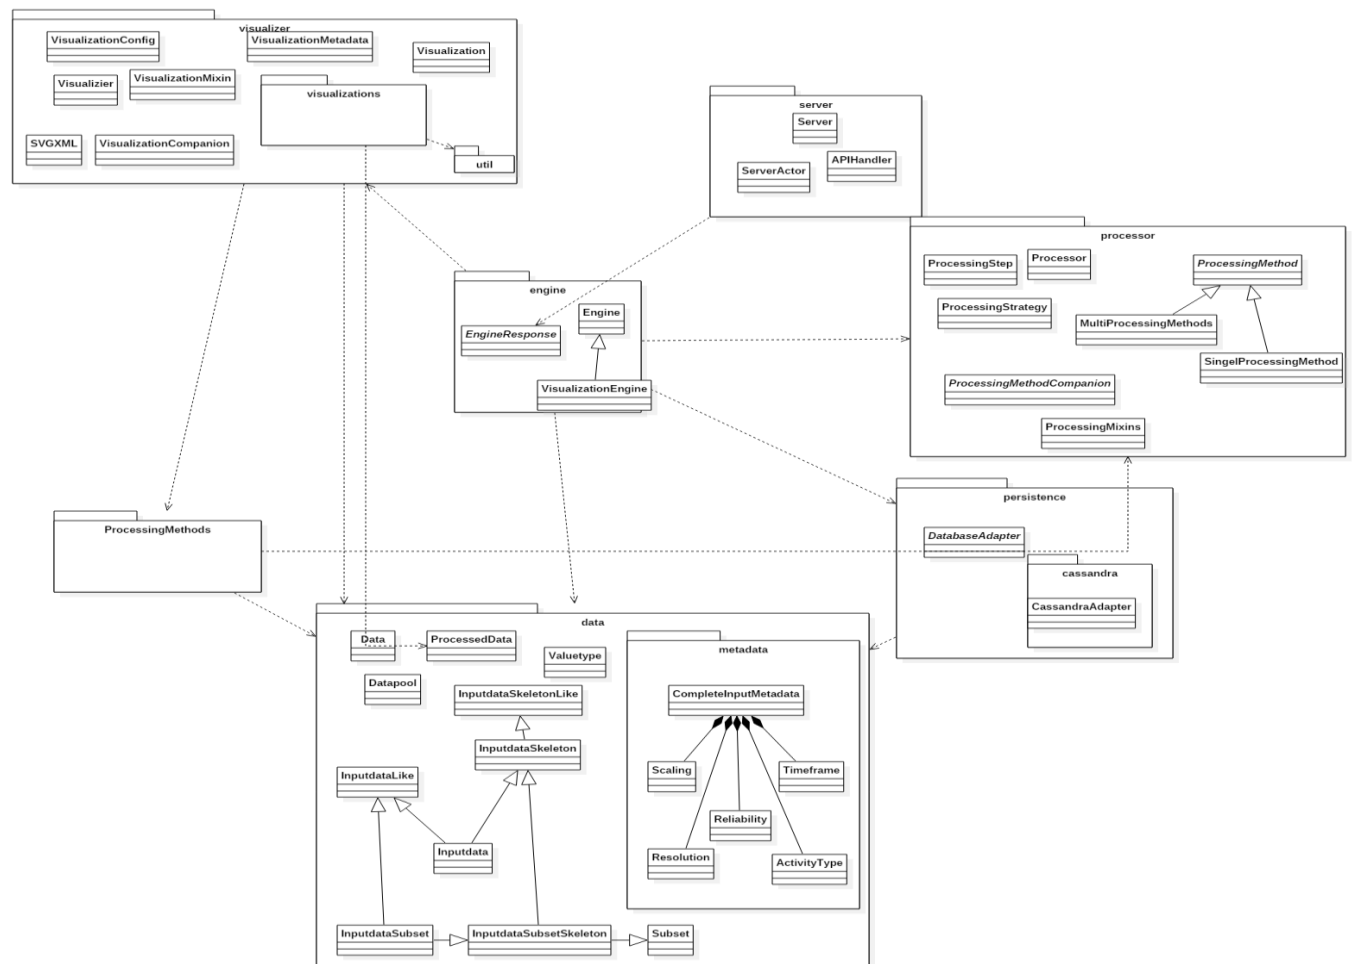 visualizer
VisualizationConfig
VisualizationMetadata
Visualization
Visualizier
VisualizationMixin
visualizations
SVGXML
VisualizationCompanion
util
server
Server
APIHandler
ServerActor
processor
ProcessingStep
Processor
ProcessingMethod
ProcessingStrategy
MultiProcessingMethods
SingelProcessingMethod
ProcessingMethodCompanion
ProcessingMixins
engine
Engine
EngineResponse
VisualizationEngine
persistence
DatabaseAdapter
cassandra
CassandraAdapter
ProcessingMethods
data
Data
ProcessedData
Valuetype
Datapool
InputdataSkeletonLike
InputdataSkeleton
InputdataLike
Inputdata
InputdataSubset
InputdataSubsetSkeleton
Subset
metadata
CompleteInputMetadata
Scaling
Timeframe
Reliability
Resolution
ActivityType